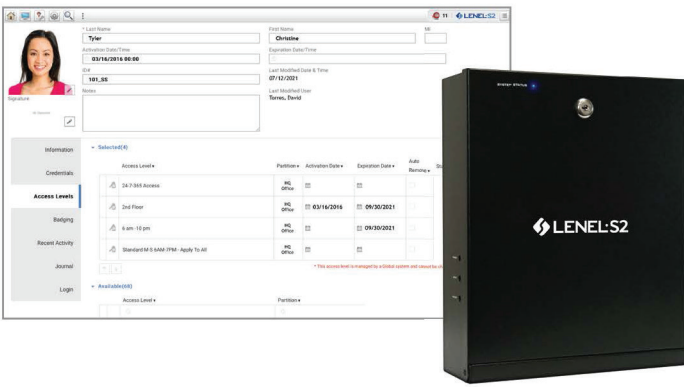 11 LENEL·S2
* Last Name First Name MI
Tyler Christina
Activation Date/Time Expiration Date/Time
03/16/2016 00:00
ID# Last Modified Date & Time
101_SS 07/12/2021
Notes Last Modified User
Torres, David
Signature
Information
Credentials
Access Levels
Badging
Recent Activity
Journal
Login
Selected(4)
Access Level Partition Activation Date Expiration Date Auto Remove
24-7-365 Access HQ Office
2nd Floor HQ Office 03/16/2016 09/30/2021
6 am -10 pm HQ Office 09/30/2021
Standard M-S 6AM-7PM - Apply To All HQ Office
* This access level is managed by a Global system and cannot be
Available(60)
Access Level Partition
system status
LENEL·S2